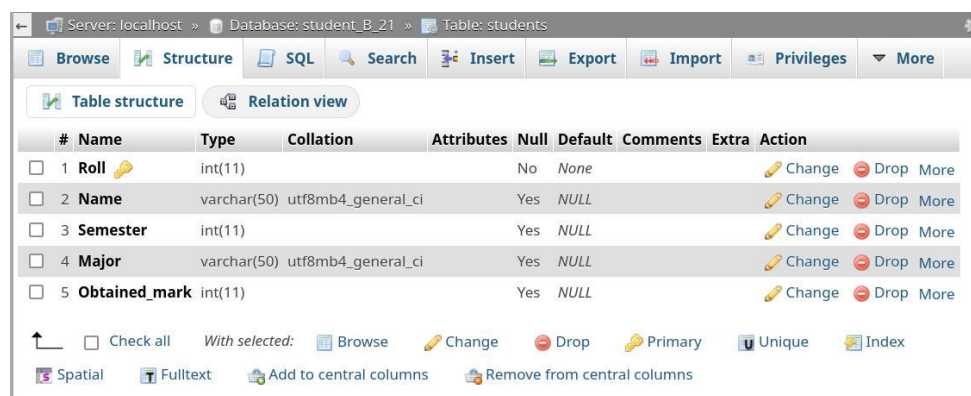 ← Server: localhost » Database: student_B_21 » Table: students
Browse Structure SQL Search Insert Export Import Privileges More
Table structure Relation view
# Name Type Collation Attributes Null Default Comments Extra Action
1 Roll int(11) No None Change Drop More
2 Name varchar(50) utf8mb4_general_ci Yes NULL Change Drop More
3 Semester int(11) Yes NULL Change Drop More
4 Major varchar(50) utf8mb4_general_ci Yes NULL Change Drop More
5 Obtained_mark int(11) Yes NULL Change Drop More
Check all With selected: Browse Change Drop Primary Unique Index
Spatial Fulltext Add to central columns Remove from central columns